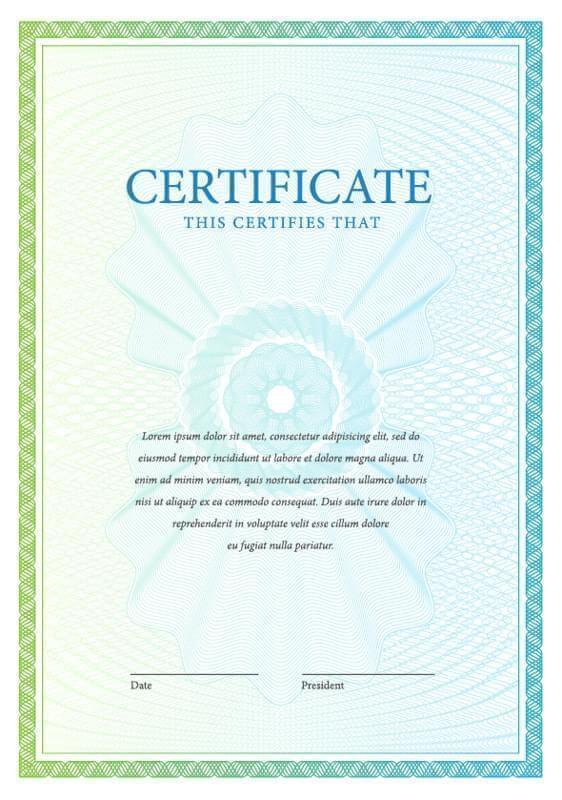 CERTIFICATE
THIS CERTIFIES THAT
Lorem ipsum dolor sit amet, consectetur adipisicing elit, sed do
eiusmod tempor incididunt ut labore et dolore magna aliqua. Ut
enim ad minim veniam, quis nostrud exercitation ullamco laboris
nisi ut aliquip ex ea commodo consequat. Duis aute irure dolor in
reprehenderit in voluptate velit esse cillum dolore
eu fugiat nulla pariatur.
Date President